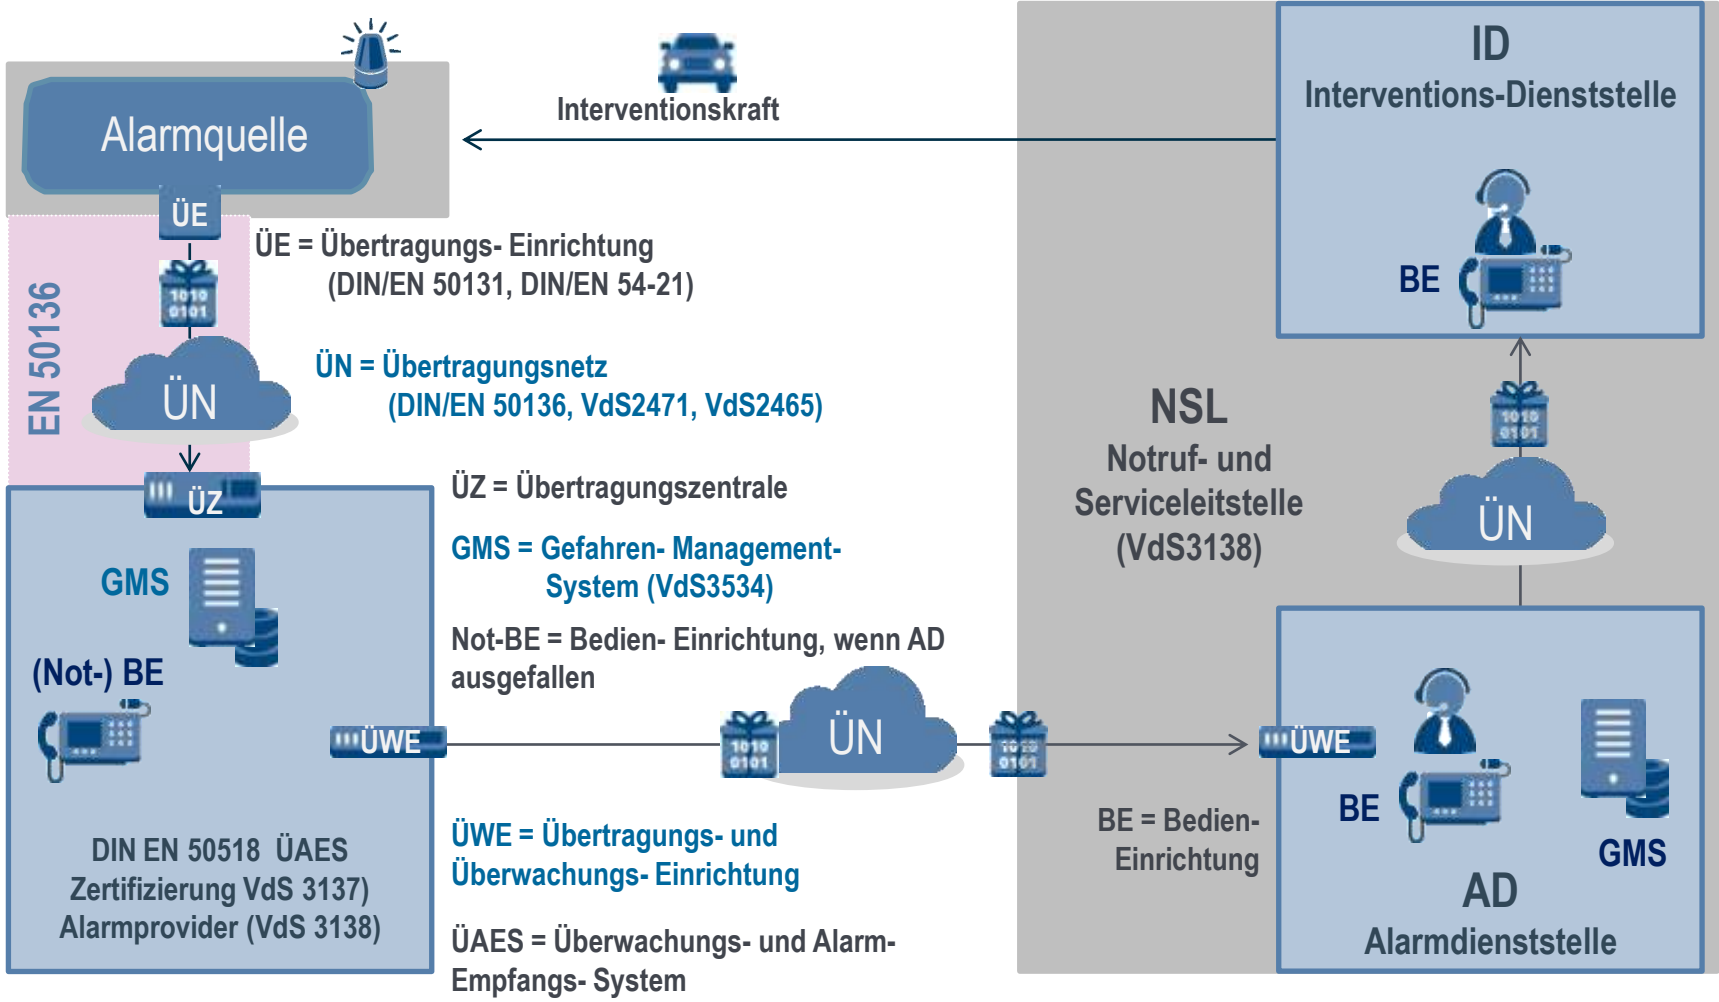 Alarmquelle
ÜE
Interventionskraft
ID
Interventions-Dienststelle
BE
EN 50136
1010
0101
ÜN
ÜE = Übertragungs- Einrichtung
(DIN/EN 50131, DIN/EN 54-21)
ÜN = Übertragungsnetz
(DIN/EN 50136, VdS2471, VdS2465)
ÜZ = Übertragungszentrale
GMS = Gefahren- Management-
System (VdS3534)
Not-BE = Bedien- Einrichtung, wenn AD
ausgefallen
ÜZ
GMS
(Not-) BE
ÜWE
DIN EN 50518 ÜAES
Zertifizierung VdS 3137)
Alarmprovider (VdS 3138)
1010
0101
ÜN
1010
0101
ÜWE = Übertragungs- und
Überwachungs- Einrichtung
ÜAES = Überwachungs- und Alarm-
Empfangs- System
NSL
Notruf- und
Serviceleitstelle
(VdS3138)
1010
0101
ÜN
BE = Bedien-
Einrichtung
ÜWE
BE
GMS
AD
Alarmdienststelle